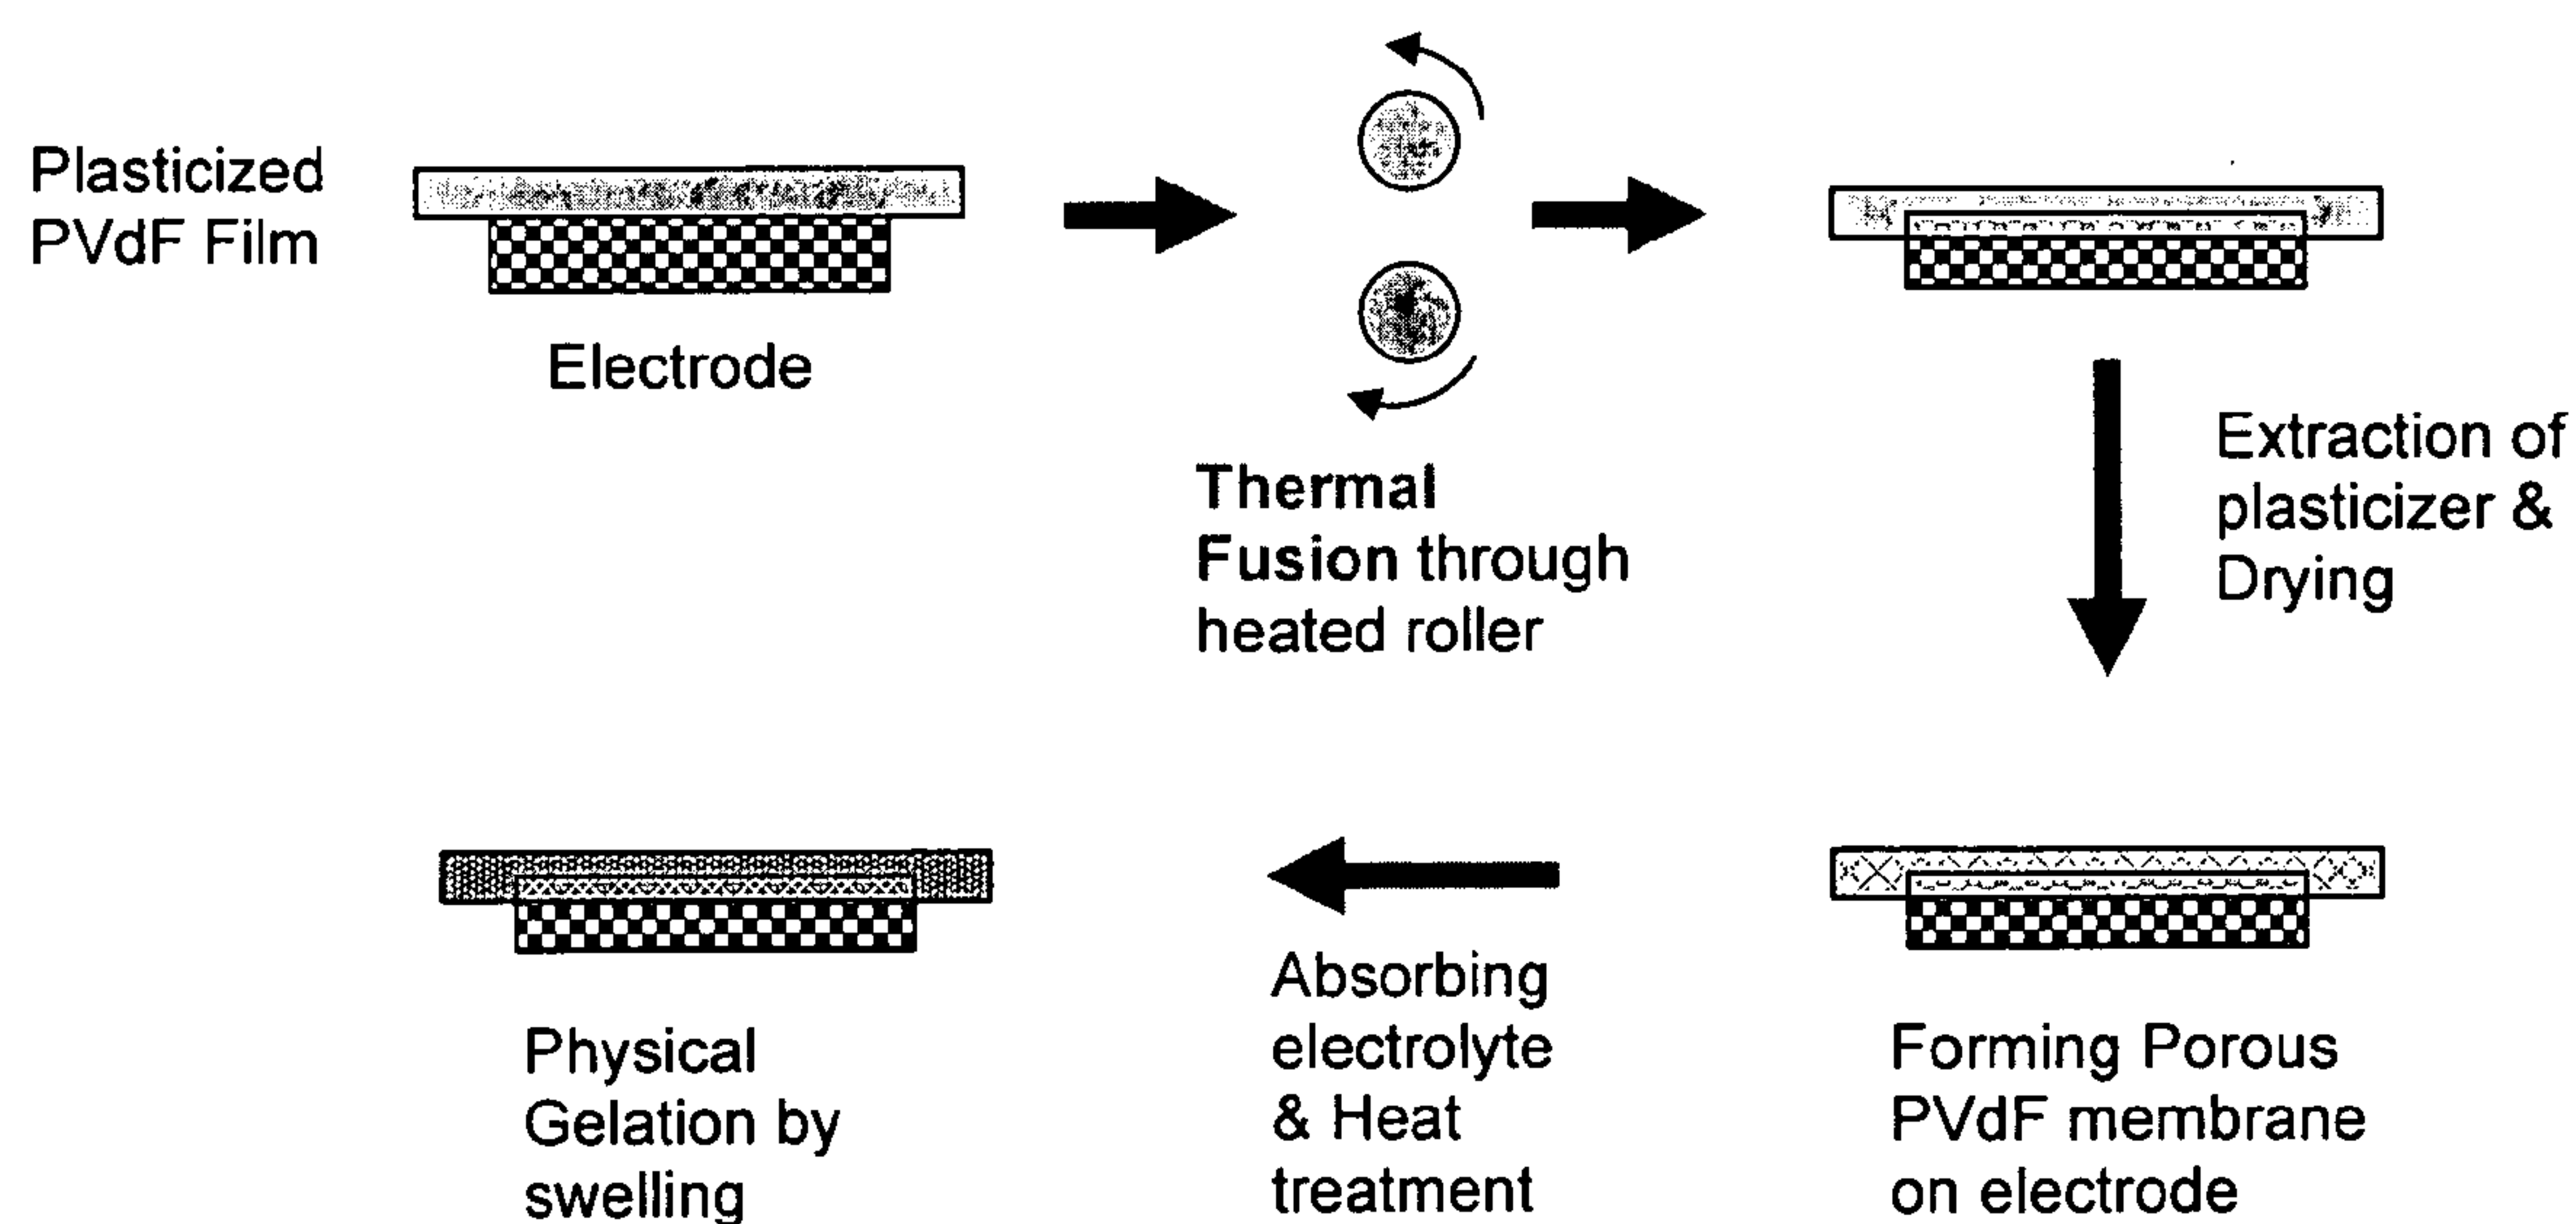 Plasticized
PVdF Film
Electrode
Thermal
Fusion through
heated roller
Extraction of
plasticizer &
Drying
Forming Porous
PVdF membrane
on electrode
Absorbing
electrolyte
& Heat
treatment
Physical
Gelation by
swelling